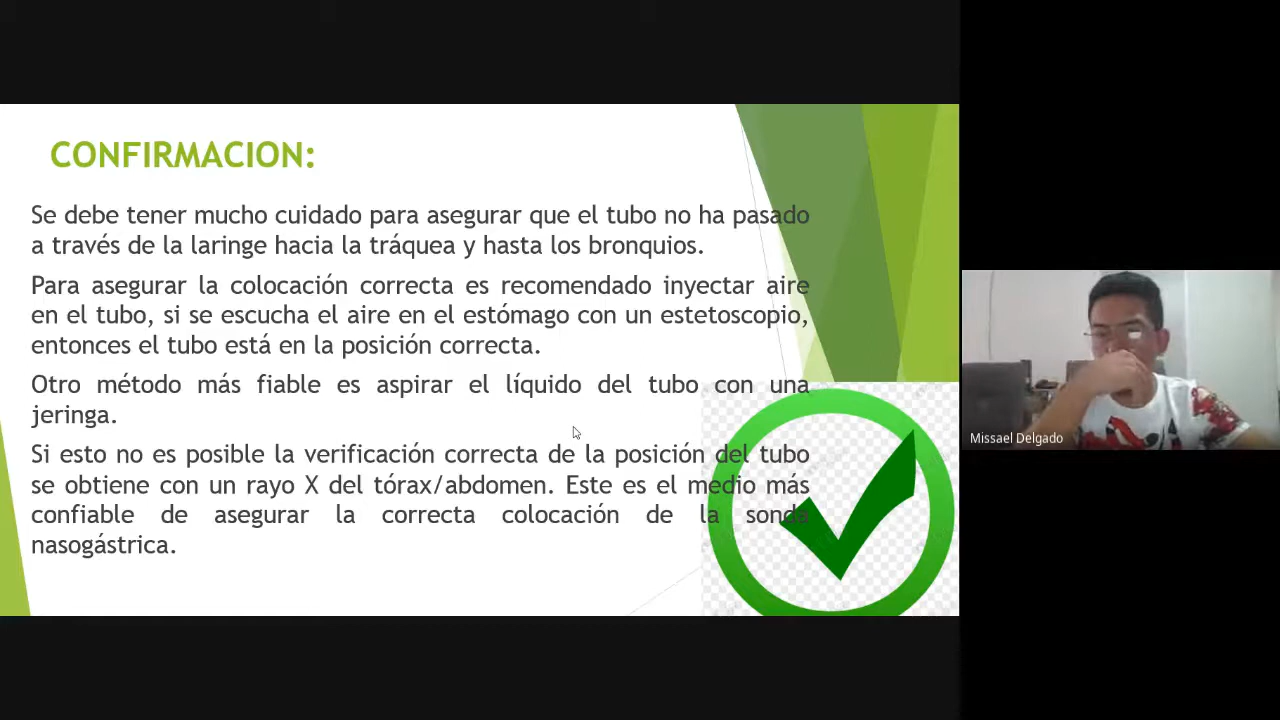 CONFIRMACION:
Se debe tener mucho cuidado para asegurar que el tubo no ha pasado
a través de la laringe hacia la tráquea y hasta los bronquios.
Para asegurar la colocación correcta es recomendado inyectar aire
en el tubo, si se escucha el aire en el estómago con un estetoscopio,
entonces el tubo está en la posición correcta.
Otro método más fiable es aspirar el líquido del tubo con una
jeringa.
Si esto no es posible la verificación correcta de la posición del tubo
se obtiene con un rayo X del tórax/abdomen. Este es el medio más
confiable de asegurar la correcta colocación de la sonda
nasogástrica.
Missael Delgado